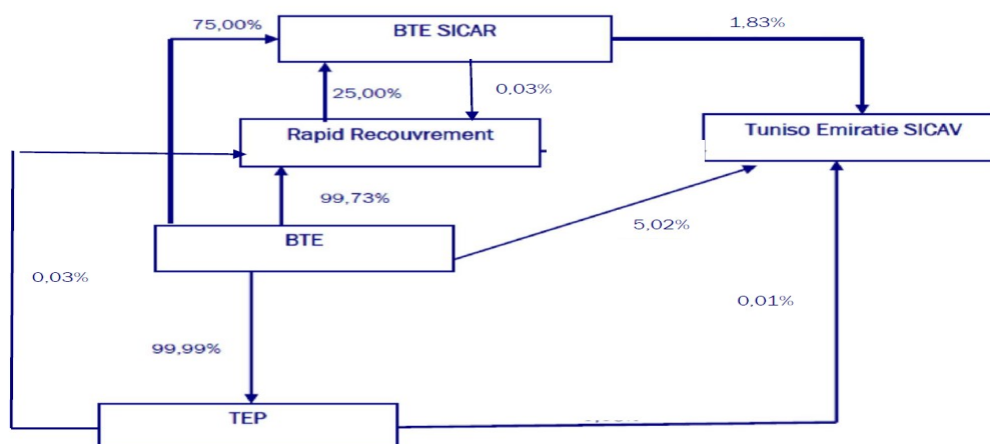 75,00%
BTE SICAR
1,83%
25,00%
0,03%
Rapid Recouvrement
Tuniso Emiratie SICAV
99,73%
5,02%
BTE
0,03%
0,01%
99,99%
TEP